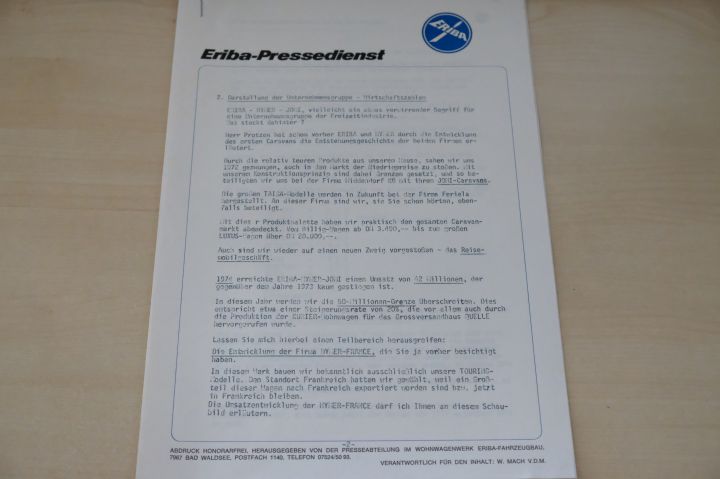 ERIBA
Eriba-Pressedienst
2. Darstellung der Unternehmensgruppe - Wirtschaftszahlen
ERIBA - HYMER - JORI, vielleicht ein etwas verwirrender Begriff für
eine Unternehmensgruppe der Freizeitindustrie.
Was steckt dahinter ?
Herr Protzen hat schon vorher ERIBA und HYMER durch die Entwicklung
des ersten Caravans die Entstehungsgeschichte der beiden Firmen er-
läutert.
Durch die relativ teuren Produkte aus unserem Hause, sahen wir uns
1972 gezwungen, auch in den Markt der Niedrigpreise zu stoßen. Mit
unseren Konstruktionsprinzip sind dabei Grenzen gesetzt, und so be-
teiligten wir uns bei der Firma Middendorf KG mit ihren JORI-Caravans.
Die großen TAIGA-Modelle werden in Zukunft bei der Firma Feriela
hergestellt. An dieser Firma sind wir, wie Sie schon hörten, eben-
falls beteiligt.
Mit dieser Produktpalette haben wir praktisch den gesamten Caravan-
markt abgedeckt. Vom Billig-Wagen ab DM 3.400,-- bis zum großen
LUXUS-Wagen über DM 20.000,--.
Auch sind wir wieder auf einen neuen Zweig vorgestoßen - das Reise-
mobilgeschäft.
1974 erreichte ERIBA-HYMER-JORI einen Umsatz von 42 Millionen, der
gegenüber dem Jahre 1973 kaum gestiegen ist.
In diesem Jahr werden wir die 50-Millionen-Grenze überschreiten. Dies
entspricht etwa einer Steigerungsrate von 20%, die vor allem auch durch
die Produktion der KURIER-Wohnwagen für das Grossversandhaus QUELLE
hervorgerufen wurde.
Lassen Sie mich hierbei einen Teilbereich herausgreifen:
Die Entwicklung der Firma HYMER-FRANCE, die Sie ja vorher besichtigt
haben.
In diesem Werk bauen wir bekanntlich ausschließlich unsere TOURING-
Modelle. Den Standort Frankreich hatten wir gewählt, weil ein Groß-
teil dieser Wagen nach Frankreich exportiert worden sind bzw. jetzt
in Frankreich bleiben.
Die Umsatzentwicklung der HYMER-FRANCE darf ich Ihnen an diesem Schau-
bild erläutern.
-2-
ABDRUCK HONORARFREI, HERAUSGEGEBEN VON DER PRESSEABTEILUNG IM WOHNWAGENWERK ERIBA-FAHRZEUGBAU,
7967 BAD WALDSEE, POSTFACH 1140, TELEFON 07524/50 93.
VERANTWORTLICH FÜR DEN INHALT: W. MACH V.D.M.